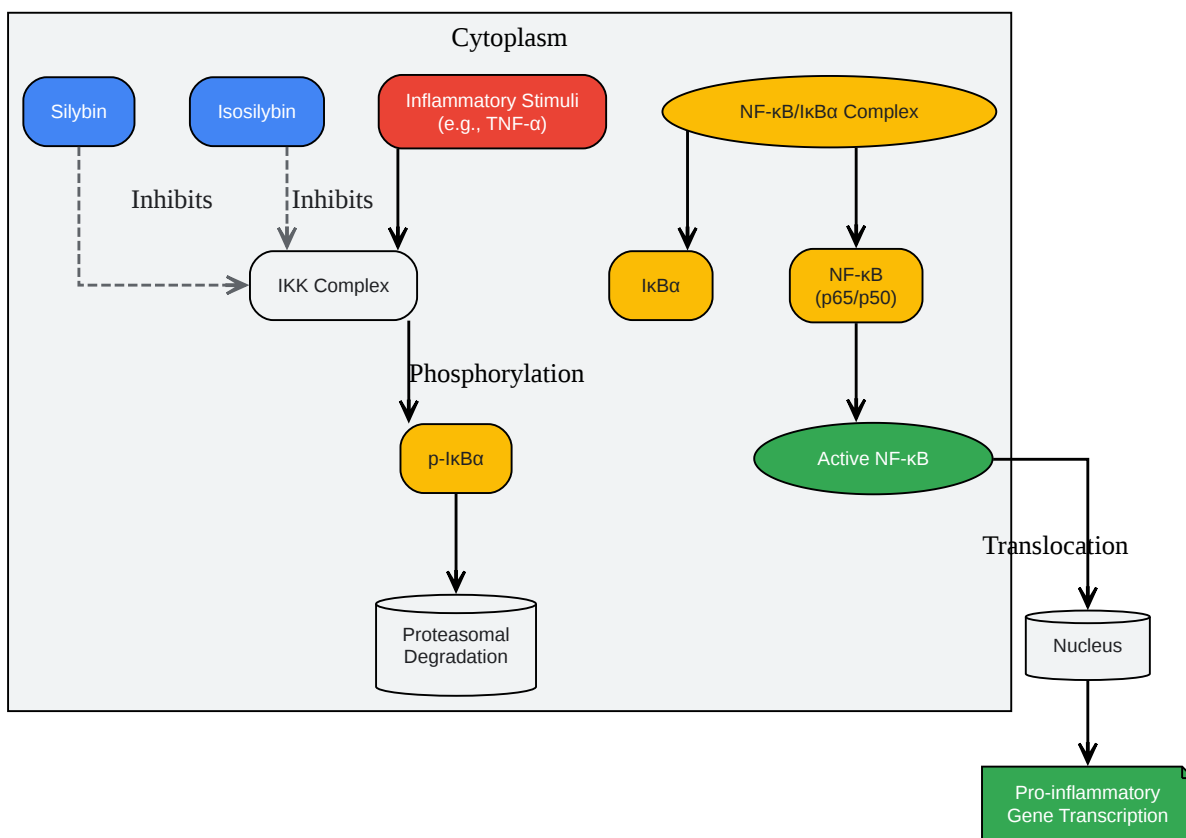 Cytoplasm
Silybin
Isosilybin
Inflammatory Stimuli
(e.g., TNF-α)
NF-κB/IκBα Complex
Inhibits
Inhibits
IKK Complex
IκBα
NF-κB
(p65/p50)
Phosphorylation
p-IκBα
Active NF-κB
Translocation
Proteasomal
Degradation
Nucleus
Pro-inflammatory
Gene Transcription